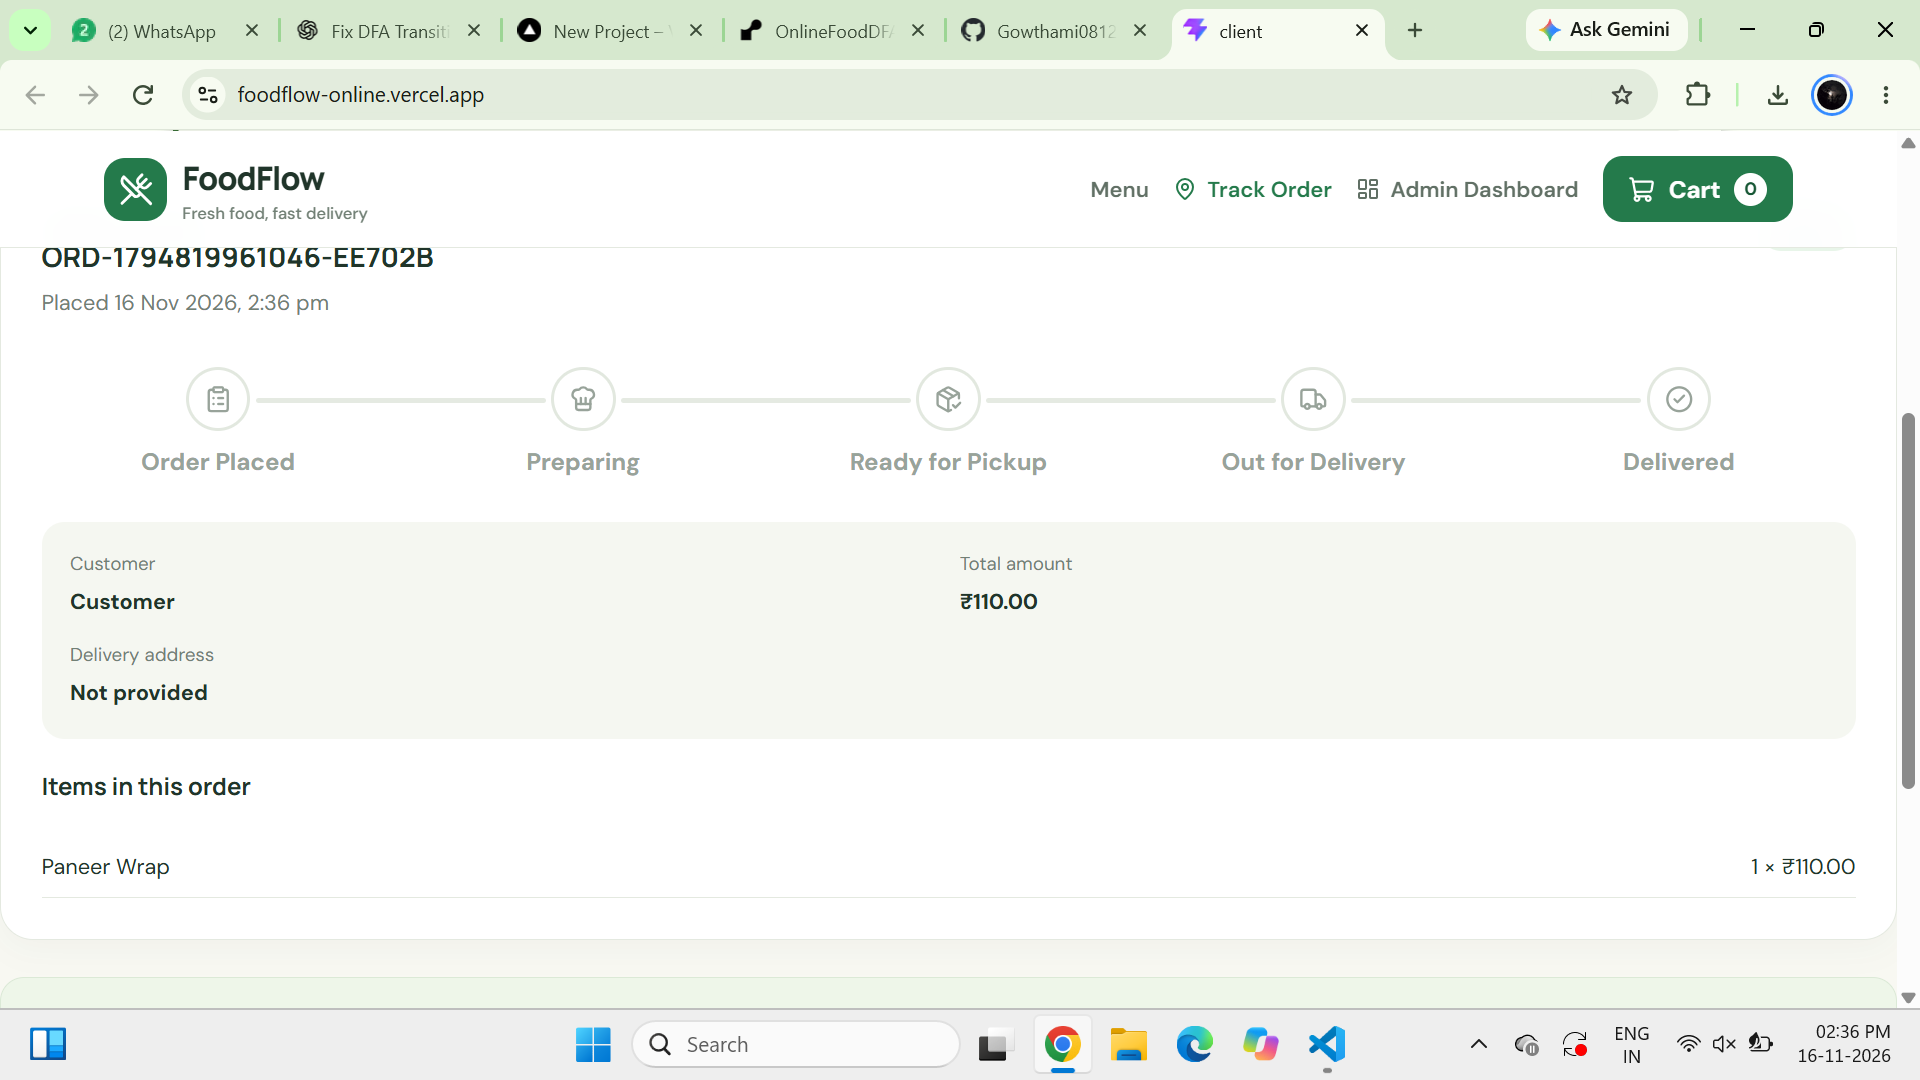 (2) WhatsApp
Fix DFA Transiti
New Project –
OnlineFoodDFA
Gowthami0812
client
Ask Gemini
foodflow-online.vercel.app
FoodFlow
Fresh food, fast delivery
Menu
Track Order
Admin Dashboard
Cart 0
ORD-1794819961046-EE702B
Placed 16 Nov 2026, 2:36 pm
Order Placed
Preparing
Ready for Pickup
Out for Delivery
Delivered
Customer
Customer
Total amount
₹110.00
Delivery address
Not provided
Items in this order
Paneer Wrap
1 × ₹110.00
Search
ENG
IN
02:36 PM
16-11-2026